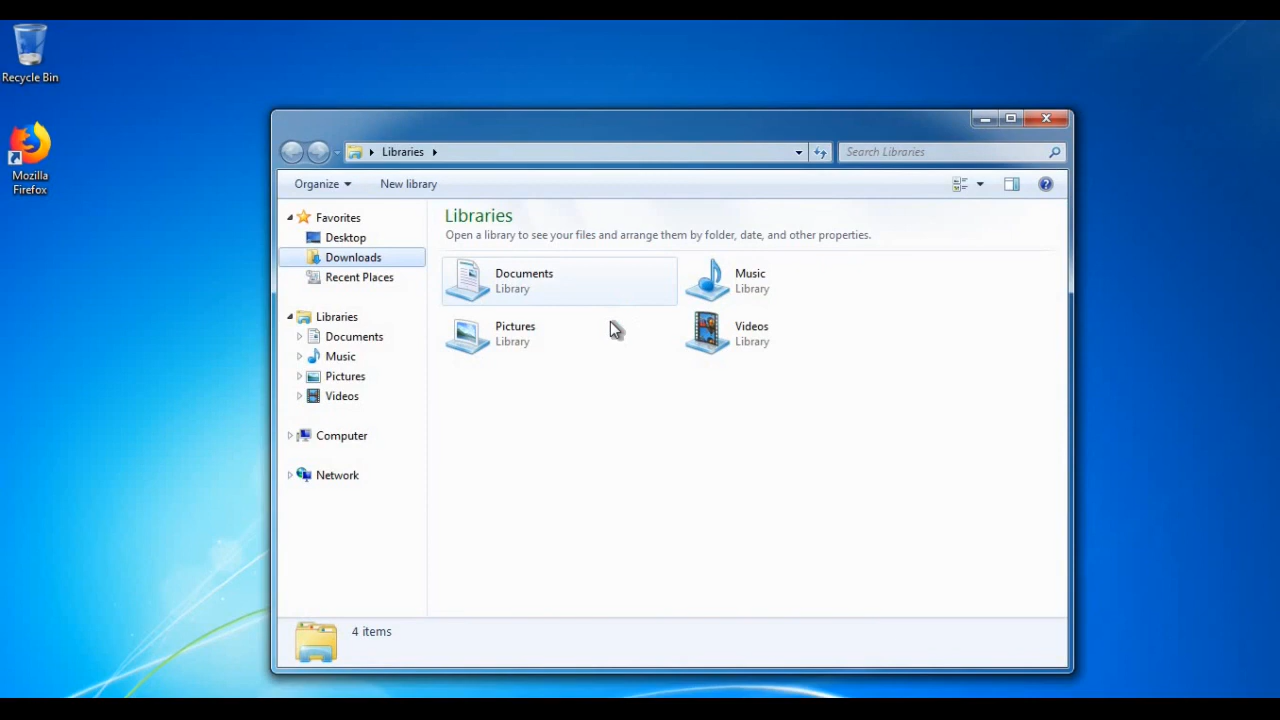 Recycle Bin
Mozilla
Firefox
Libraries
Search Libraries
Organize
New library
Favorites
Desktop
Downloads
Recent Places
Libraries
Documents
Music
Pictures
Videos
Computer
Network
Libraries
Open a library to see your files and arrange them by folder, date, and other properties.
Documents
Library
Music
Library
Pictures
Library
Videos
Library
4 items